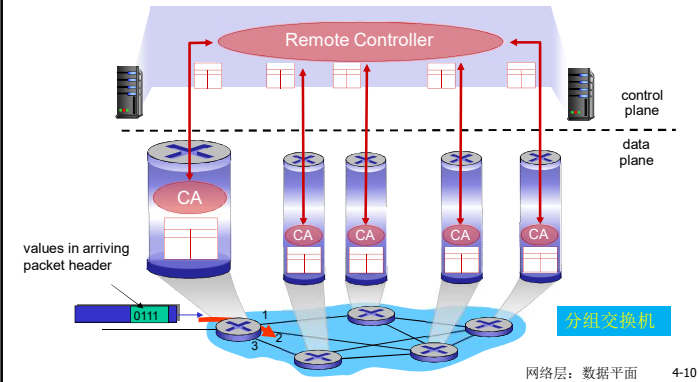 Remote Controller
control
plane
data
plane
CA
CA
CA
CA
CA
values in arriving
packet header
0111
1
2
3
分组交换机
网络层：数据平面 4-10